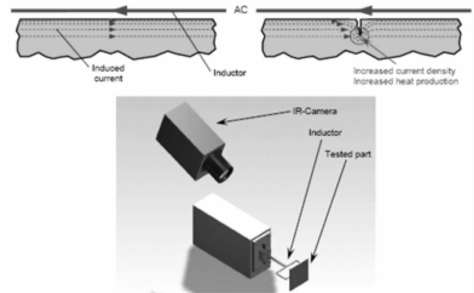 AC
Induced
current
Inductor
Increased current density
Increased heat production
IR-Camera
Inductor
Tested part